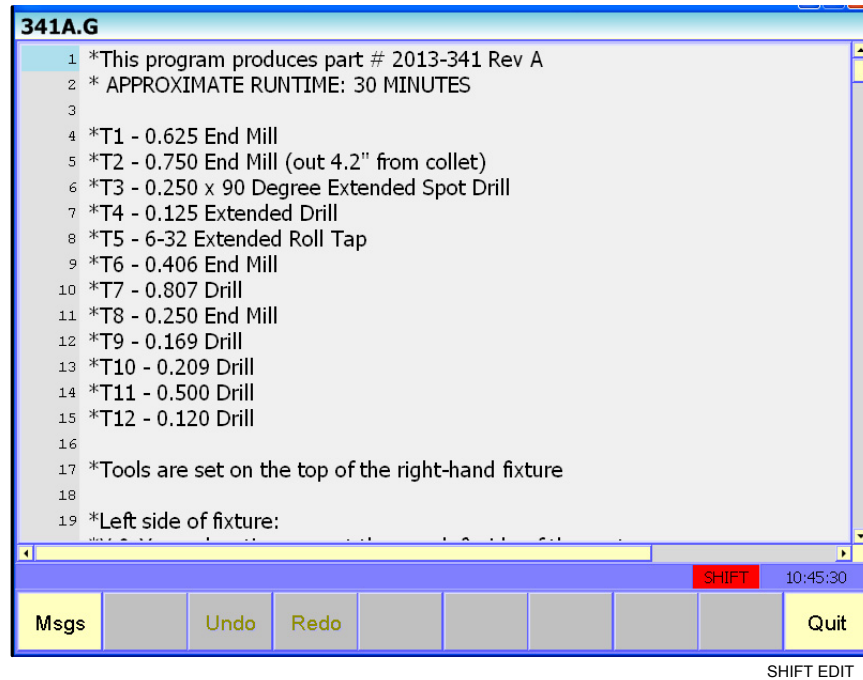 341A.G
1 *This program produces part # 2013-341 Rev A
2 * APPROXIMATE RUNTIME: 30 MINUTES
3
4 *T1 - 0.625 End Mill
5 *T2 - 0.750 End Mill (out 4.2" from collet)
6 *T3 - 0.250 x 90 Degree Extended Spot Drill
7 *T4 - 0.125 Extended Drill
8 *T5 - 6-32 Extended Roll Tap
9 *T6 - 0.406 End Mill
10 *T7 - 0.807 Drill
11 *T8 - 0.250 End Mill
12 *T9 - 0.169 Drill
13 *T10 - 0.209 Drill
14 *T11 - 0.500 Drill
15 *T12 - 0.120 Drill
16
17 *Tools are set on the top of the right-hand fixture
18
19 *Left side of fixture:
SHIFT 10:45:30
Msgs Undo Redo Quit
SHIFT EDIT